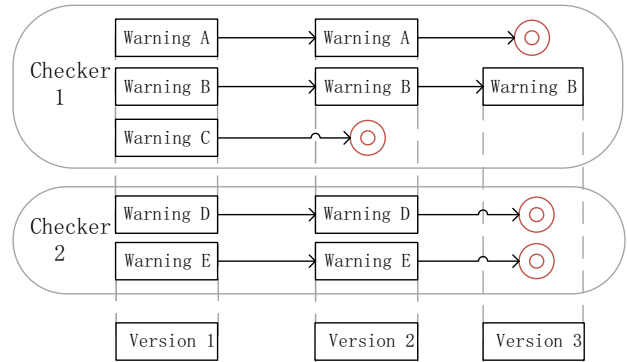 Warning A Warning A
Checker
1
Warning B Warning B Warning B
Warning C
Warning D Warning D
Checker
2
Warning E Warning E
Version 1 Version 2 Version 3